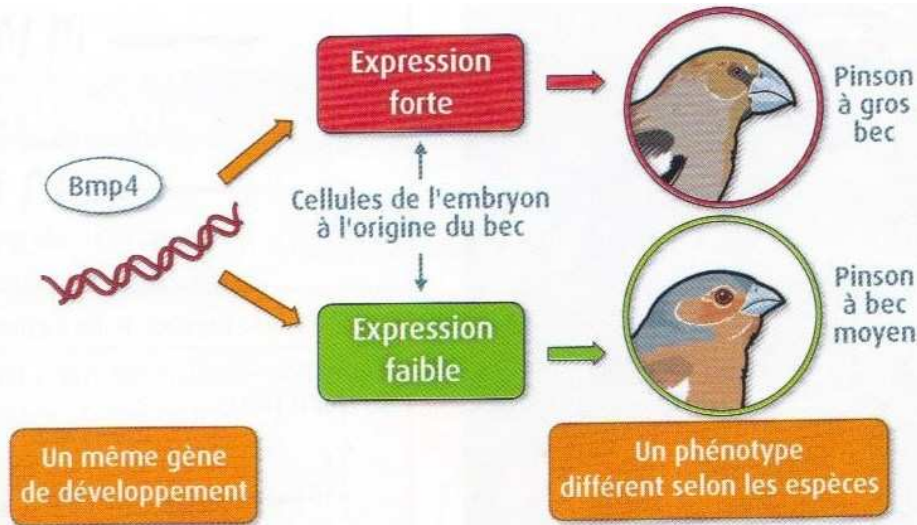 Expression
forte
Pinson
à gros
bec
Bmp4
Cellules de l'embryon
à l'origine du bec
Expression
faible
Pinson
à bec
moyen
Un même gène
de développement
Un phénotype
différent selon les espèces